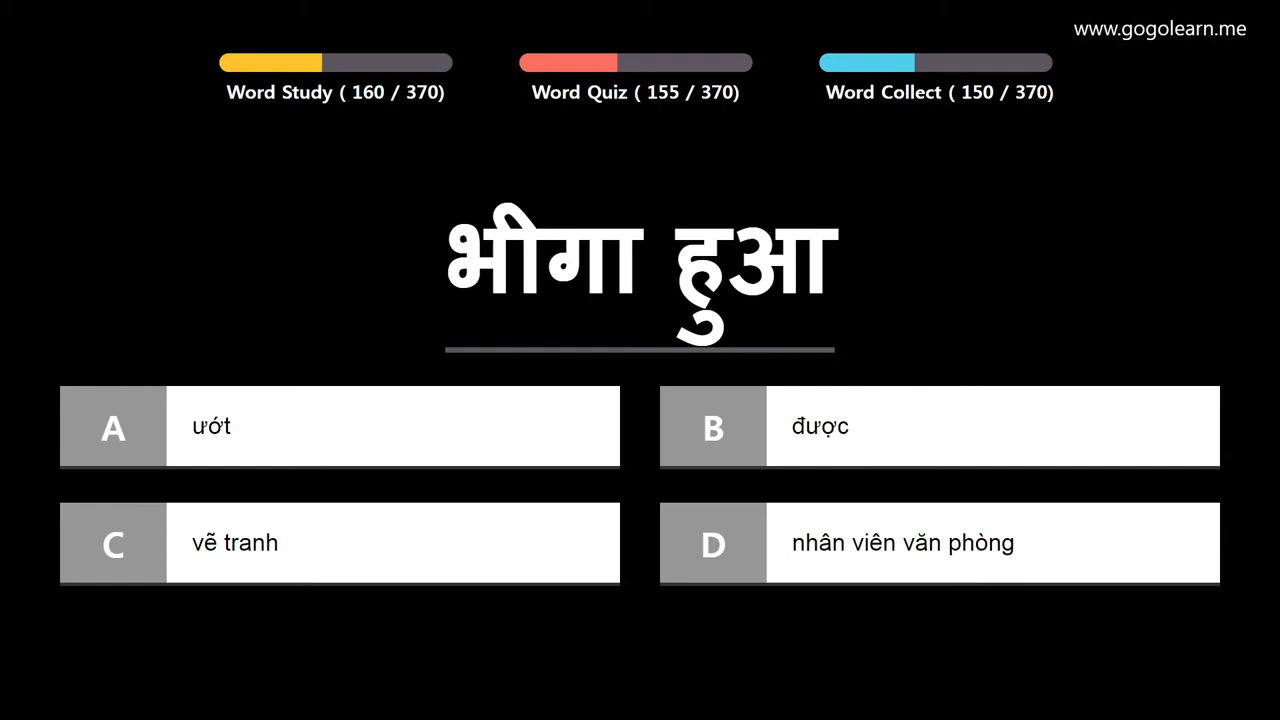 www.gogolearn.me
Word Study ( 160 / 370)
Word Quiz ( 155 / 370)
Word Collect ( 150 / 370)
भीगा हुआ
A ướt
B được
C vẽ tranh
D nhân viên văn phòng